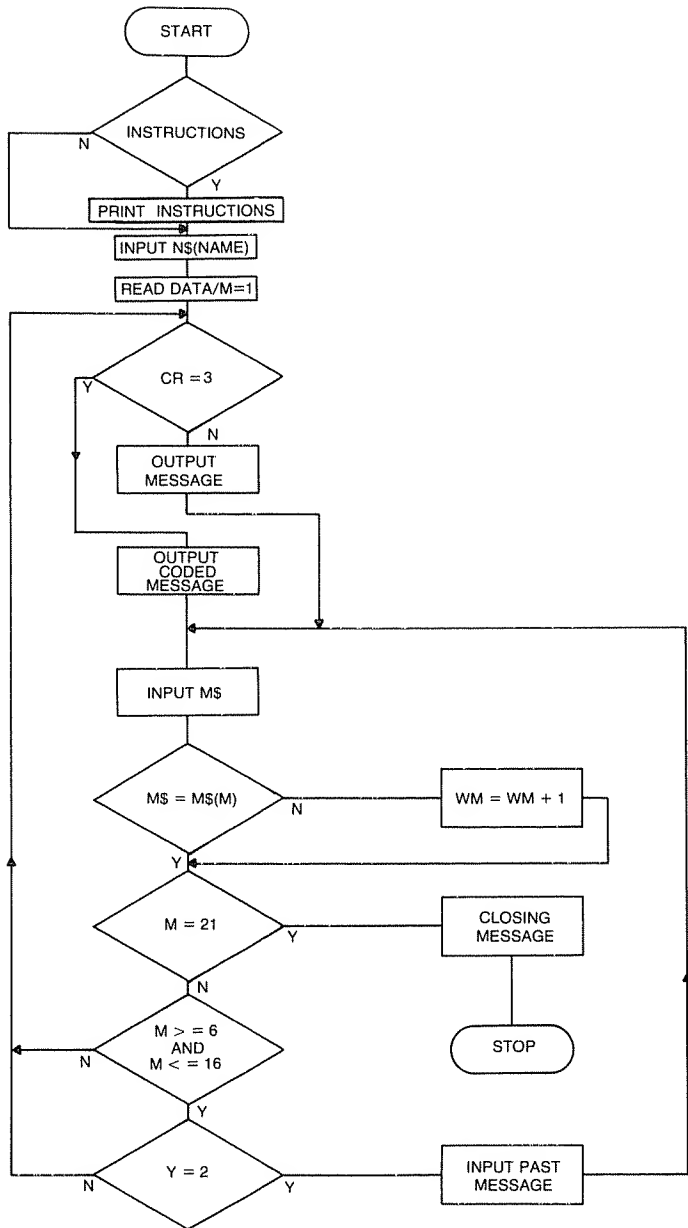 START
INSTRUCTIONS
N
Y
PRINT INSTRUCTIONS
INPUT N$(NAME)
READ DATA/M=1
CR = 3
Y
N
OUTPUT
MESSAGE
OUTPUT
CODED
MESSAGE
INPUT M$
M$ = M$(M)
N
WM = WM + 1
Y
M = 21
Y
CLOSING
MESSAGE
N
M > = 6
AND
M < = 16
N
STOP
Y
Y = 2
N
Y
INPUT PAST
MESSAGE